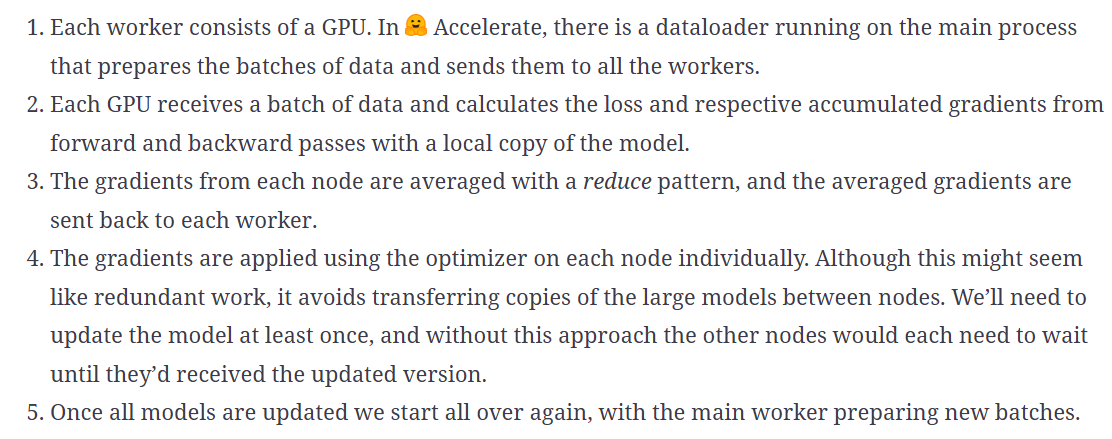 1. Each worker consists of a GPU. In 🤗 Accelerate, there is a dataloader running on the main process
that prepares the batches of data and sends them to all the workers.
2. Each GPU receives a batch of data and calculates the loss and respective accumulated gradients from
forward and backward passes with a local copy of the model.
3. The gradients from each node are averaged with a reduce pattern, and the averaged gradients are
sent back to each worker.
4. The gradients are applied using the optimizer on each node individually. Although this might seem
like redundant work, it avoids transferring copies of the large models between nodes. We’ll need to
update the model at least once, and without this approach the other nodes would each need to wait
until they’d received the updated version.
5. Once all models are updated we start all over again, with the main worker preparing new batches.